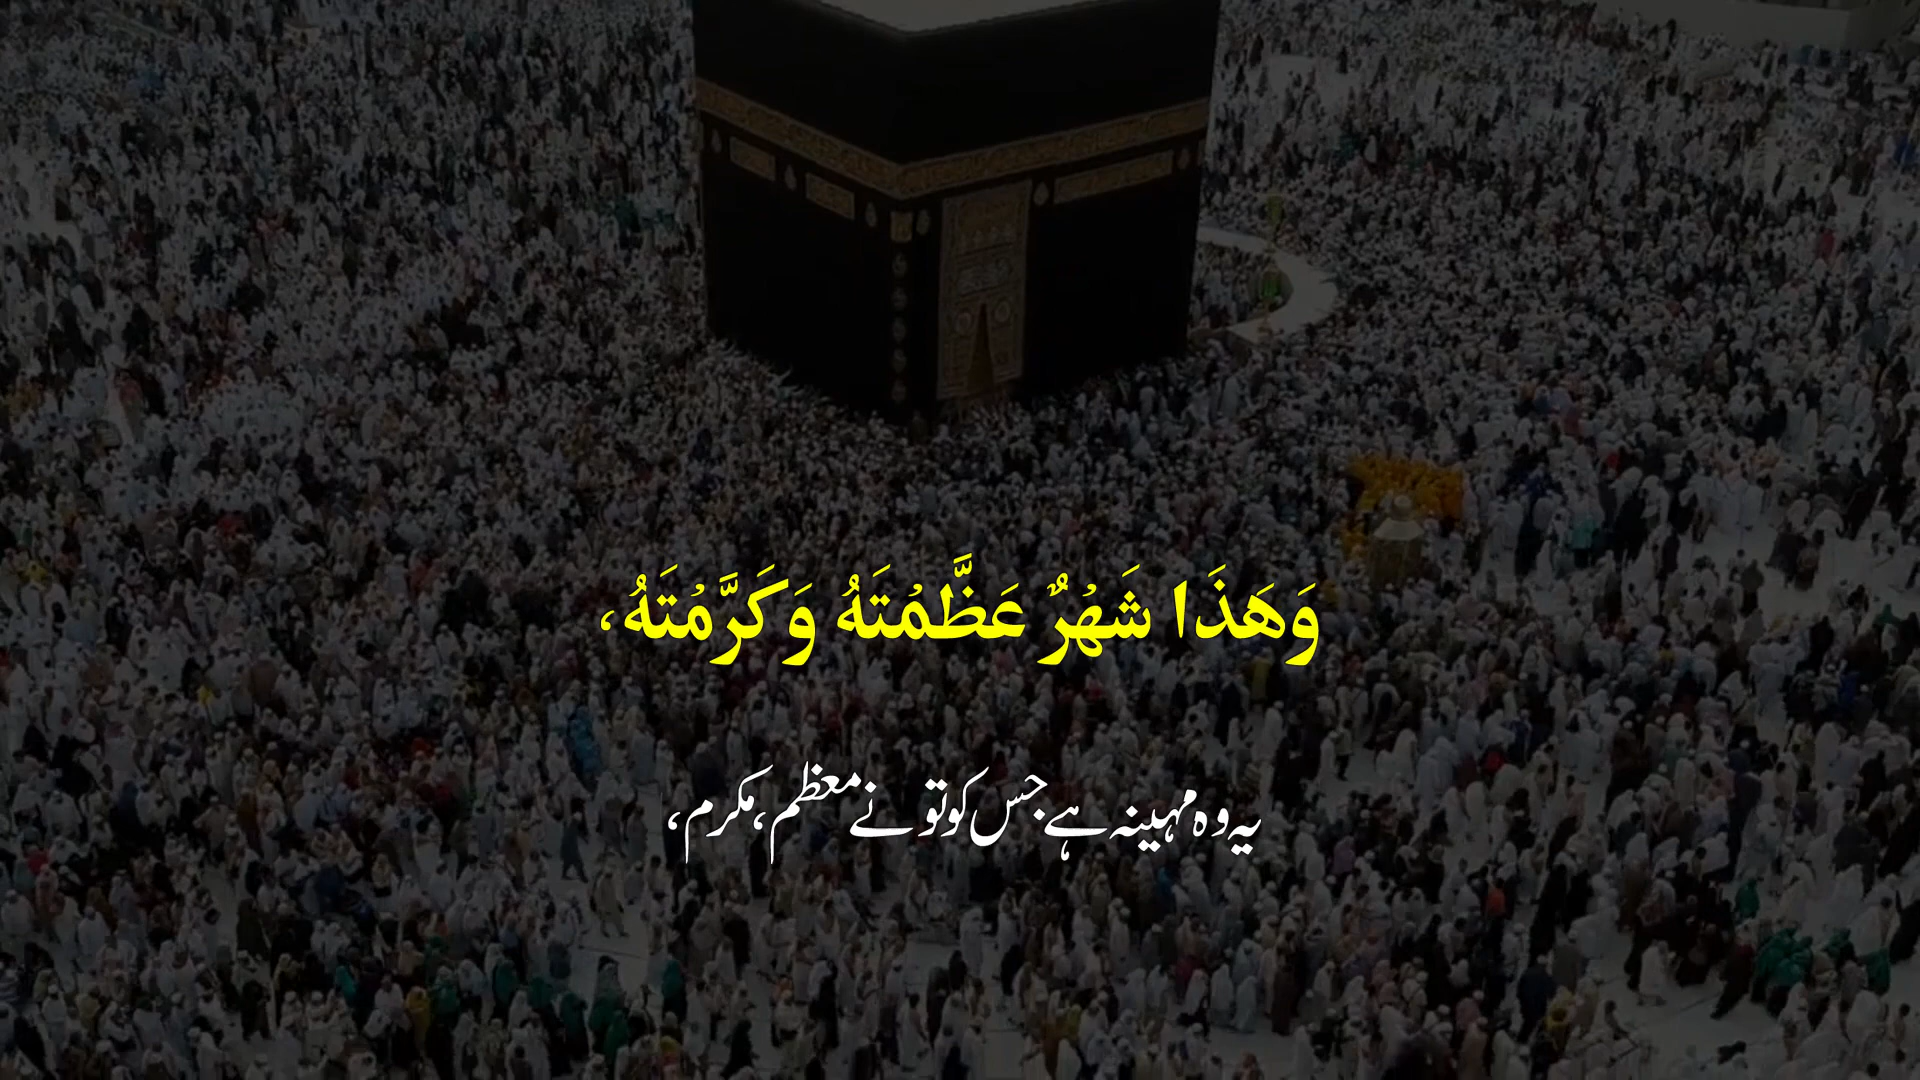 وَهَذَا شَهْرٌ عَظَّمْتَهُ وَكَرَّمْتَهُ،
یہ وہ مہینہ ہے جس کو تو نے معظم، مکرم،